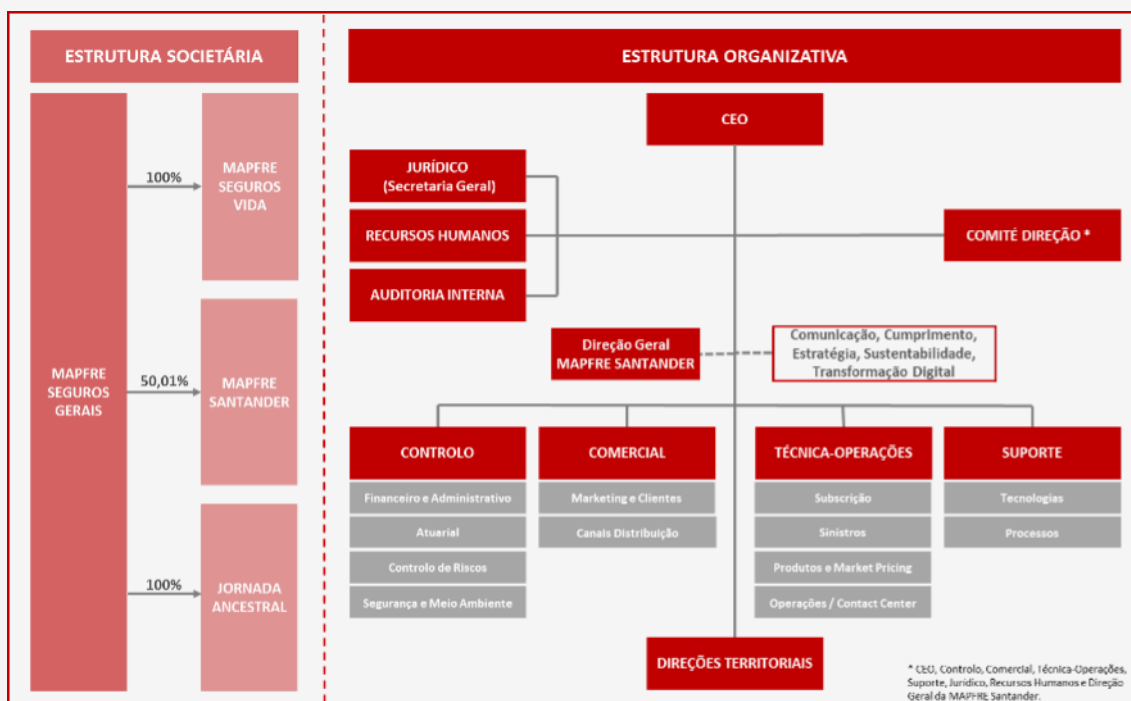 ESTRUTURA SOCIETÁRIA
MAPFRE
SEGUROS
GERAIS
100%
MAPFRE
SEGUROS
VIDA
50,01%
MAPFRE
SANTANDER
100%
JORNADA
ANCESTRAL
ESTRUTURA ORGANIZATIVA
CEO
JURÍDICO
(Secretaria Geral)
RECURSOS HUMANOS
AUDITORIA INTERNA
COMITÉ DIREÇÃO *
Direção Geral
MAPFRE SANTANDER
Comunicação, Cumprimento,
Estratégia, Sustentabilidade,
Transformação Digital
CONTROLO
Financeiro e Administrativo
Atuarial
Controlo de Riscos
Segurança e Meio Ambiente
COMERCIAL
Marketing e Clientes
Canais Distribuição
TÉCNICA-OPERAÇÕES
Subscrição
Sinistros
Produtos e Market Pricing
Operações / Contact Center
SUPORTE
Tecnologias
Processos
DIREÇÕES TERRITORIAIS
* CEO, Controlo, Comercial, Técnica-Operações,
Suporte, Jurídico, Recursos Humanos e Direção
Geral da MAPFRE Santander.